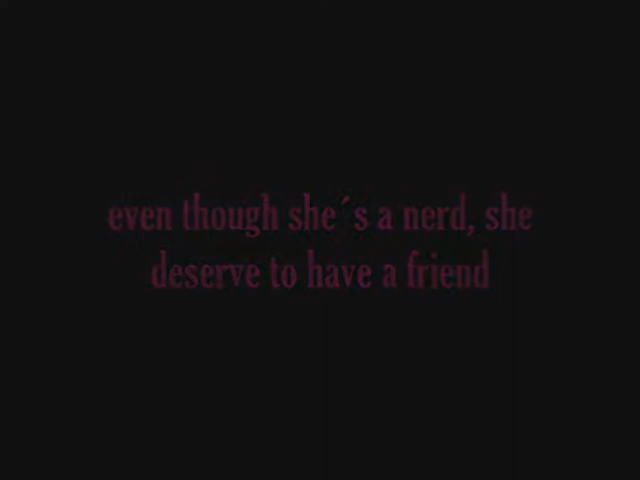 even though she´s a nerd, she
deserve to have a friend